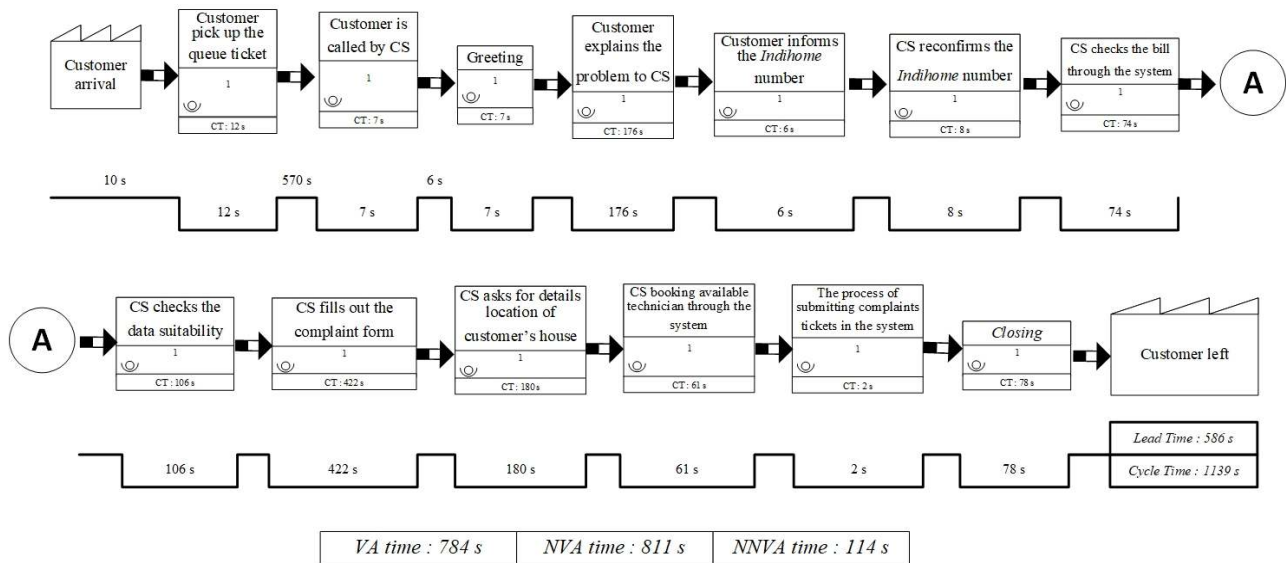 Customer
arrival
Customer
pick up the
queue ticket
1
CT : 12 s
Customer is
called by CS
1
CT : 7 s
Greeting
1
CT : 7 s
Customer
explains the
problem to CS
1
CT : 176 s
Customer informs
the Indihome
number
1
CT : 6 s
CS reconfirms the
Indihome number
1
CT : 8 s
CS checks the bill
through the system
1
CT : 74 s
A
10 s
570 s
6 s
12 s
7 s
7 s
176 s
6 s
8 s
74 s
A
CS checks the
data suitability
1
CT : 106 s
CS fills out the
complaint form
1
CT : 422 s
CS asks for details
location of
customer's house
1
CT : 180 s
CS booking available
technician through the
system
1
CT : 61 s
The process of
submitting complaints
tickets in the system
1
CT : 2 s
Closing
1
CT : 78 s
Customer left
106 s
422 s
180 s
61 s
2 s
78 s
Lead Time : 586 s
Cycle Time : 1139 s
VA time : 784 s
NVA time : 811 s
NNVA time : 114 s